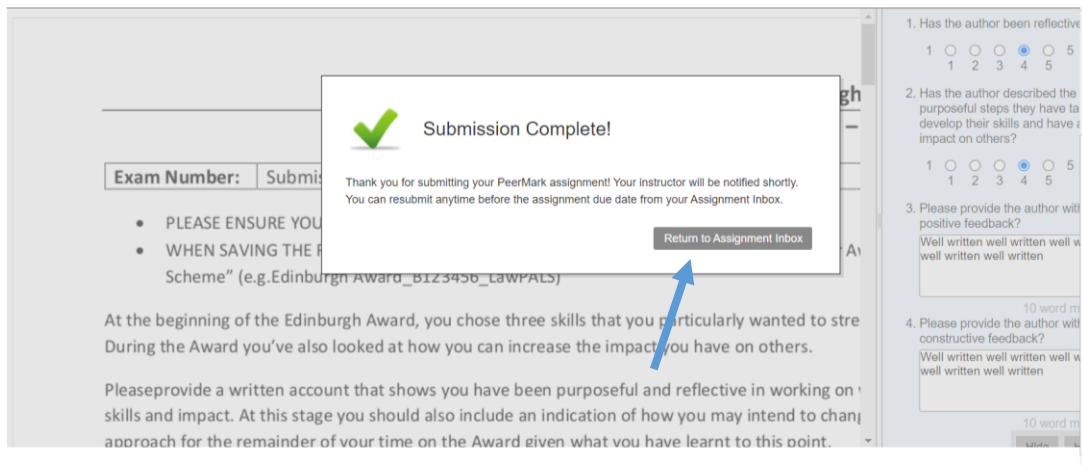 gh
–
Exam Number: Submis
• PLEASE ENSURE YOU
• WHEN SAVING THE F
Scheme” (e.g.Edinburgh Award_B123456_LawPALS)
At the beginning of the Edinburgh Award, you chose three skills that you particularly wanted to stre
During the Award you’ve also looked at how you can increase the impact you have on others.
Pleaseprovide a written account that shows you have been purposeful and reflective in working on
skills and impact. At this stage you should also include an indication of how you may intend to chang
approach for the remainder of your time on the Award given what you have learnt to this point.
Submission Complete!
Thank you for submitting your PeerMark assignment! Your instructor will be notified shortly.
You can resubmit anytime before the assignment due date from your Assignment Inbox.
Return to Assignment Inbox
1. Has the author been reflective
1 5
1 2 3 4 5
2. Has the author described the
purposeful steps they have ta
develop their skills and have a
impact on others?
1 5
1 2 3 4 5
3. Please provide the author with
positive feedback?
Well written well written well w
well written well written
10 word m
4. Please provide the author with
constructive feedback?
Well written well written well w
well written well written
10 word m